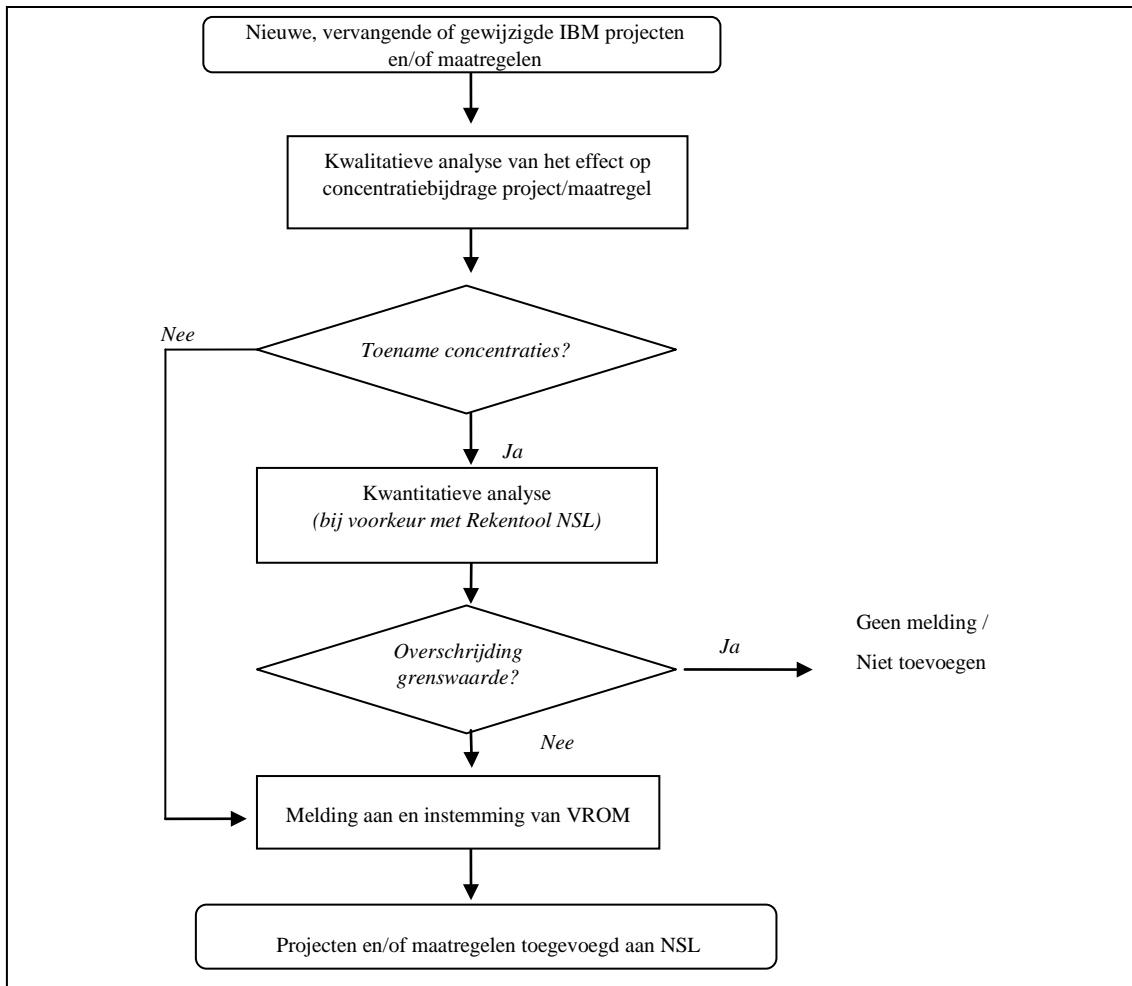 Nieuwe, vervangende of gewijzigde IBM projecten
en/of maatregelen
Kwalitatieve analyse van het effect op
concentratiebijdrage project/maatregel
Nee
Toename concentraties?
Ja
Kwantitatieve analyse
(bij voorkeur met Rekentool NSL)
Overschrijding
grenswaarde?
Ja
Geen melding /
Niet toevoegen
Nee
Melding aan en instemming van VROM
Projecten en/of maatregelen toegevoegd aan NSL